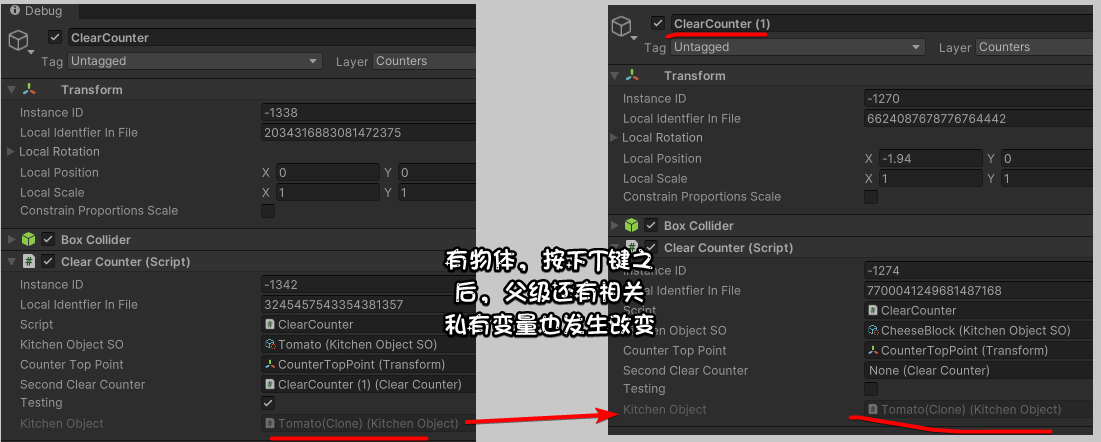 Debug
ClearCounter
Tag Untagged Layer Counters
Transform
Instance ID -1338
Local Identfier In File 2034316883081472375
Local Rotation
Local Position X 0 Y 0
Local Scale X 1 Y 1
Constrain Proportions Scale
Box Collider
# Clear Counter (Script)
Instance ID -1342
Local Identfier In File 3245457543354381357
Script # ClearCounter
Kitchen Object SO Tomato (Kitchen Object SO)
Counter Top Point CounterTopPoint (Transform)
Second Clear Counter # ClearCounter (1) (Clear Counter)
Testing
Kitchen Object # Tomato(Clone) (Kitchen Object)
有物体，按下T键之
后，父级还有相关
私有变量也发生改变
ClearCounter (1)
Tag Untagged Layer Counters
Transform
Instance ID -1270
Local Identfier In File 6624087678776764442
Local Rotation
Local Position X -1.94 Y 0
Local Scale X 1 Y 1
Constrain Proportions Scale
Box Collider
# Clear Counter (Script)
Instance ID -1274
Local Identfier In File 7700041249681487168
Script # ClearCounter
Kitchen Object SO CheeseBlock (Kitchen Object SO)
Counter Top Point CounterTopPoint (Transform)
Second Clear Counter None (Clear Counter)
Testing
Kitchen Object # Tomato(Clone) (Kitchen Object)